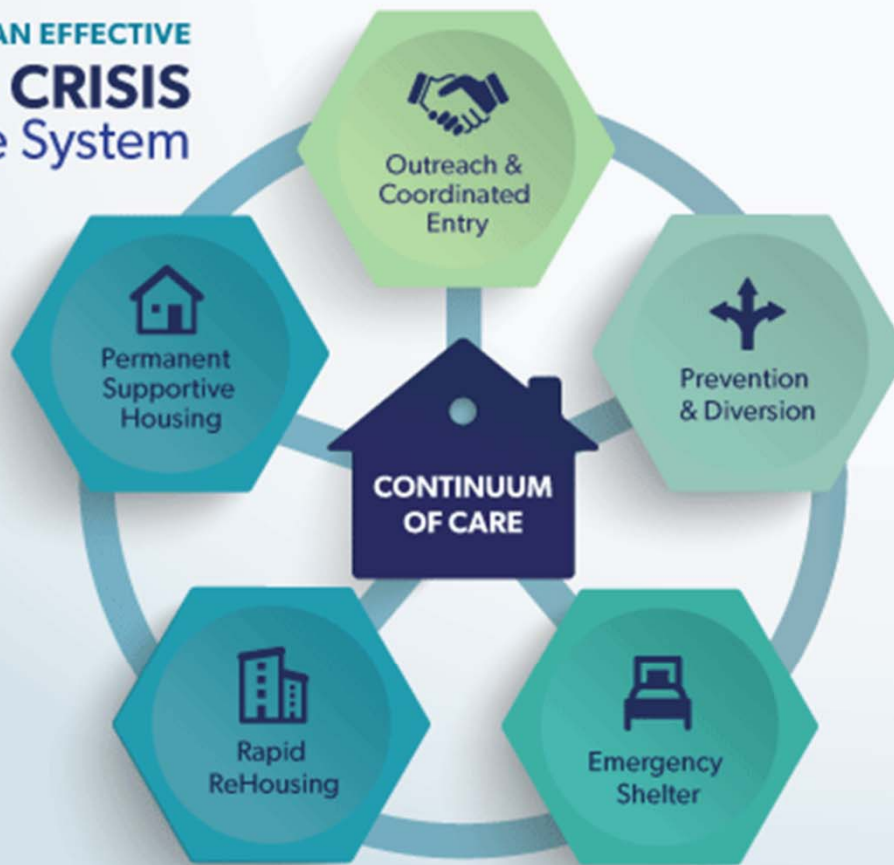 AN EFFECTIVE
CRISIS
e System
Outreach &
Coordinated
Entry
Prevention
& Diversion
Emergency
Shelter
Rapid
ReHousing
Permanent
Supportive
Housing
CONTINUUM
OF CARE